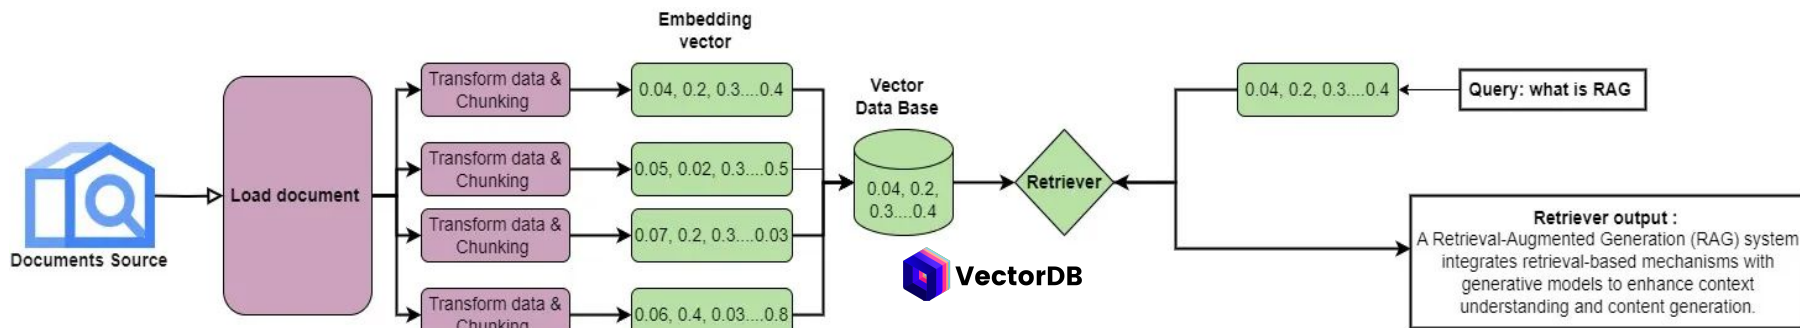 Embedding
vector
Transform data &
Chunking
0.04, 0.2, 0.3....0.4
Vector
Data Base
0.04, 0.2, 0.3....0.4
Query: what is RAG
Transform data &
Chunking
0.05, 0.02, 0.3....0.5
Load document
0.04, 0.2,
0.3....0.4
Retriever
Transform data &
Chunking
0.07, 0.2, 0.3....0.03
Documents Source
VectorDB
Retriever output :
A Retrieval-Augmented Generation (RAG) system
integrates retrieval-based mechanisms with
generative models to enhance context
understanding and content generation.
Transform data &
Chunking
0.06, 0.4, 0.03....0.8